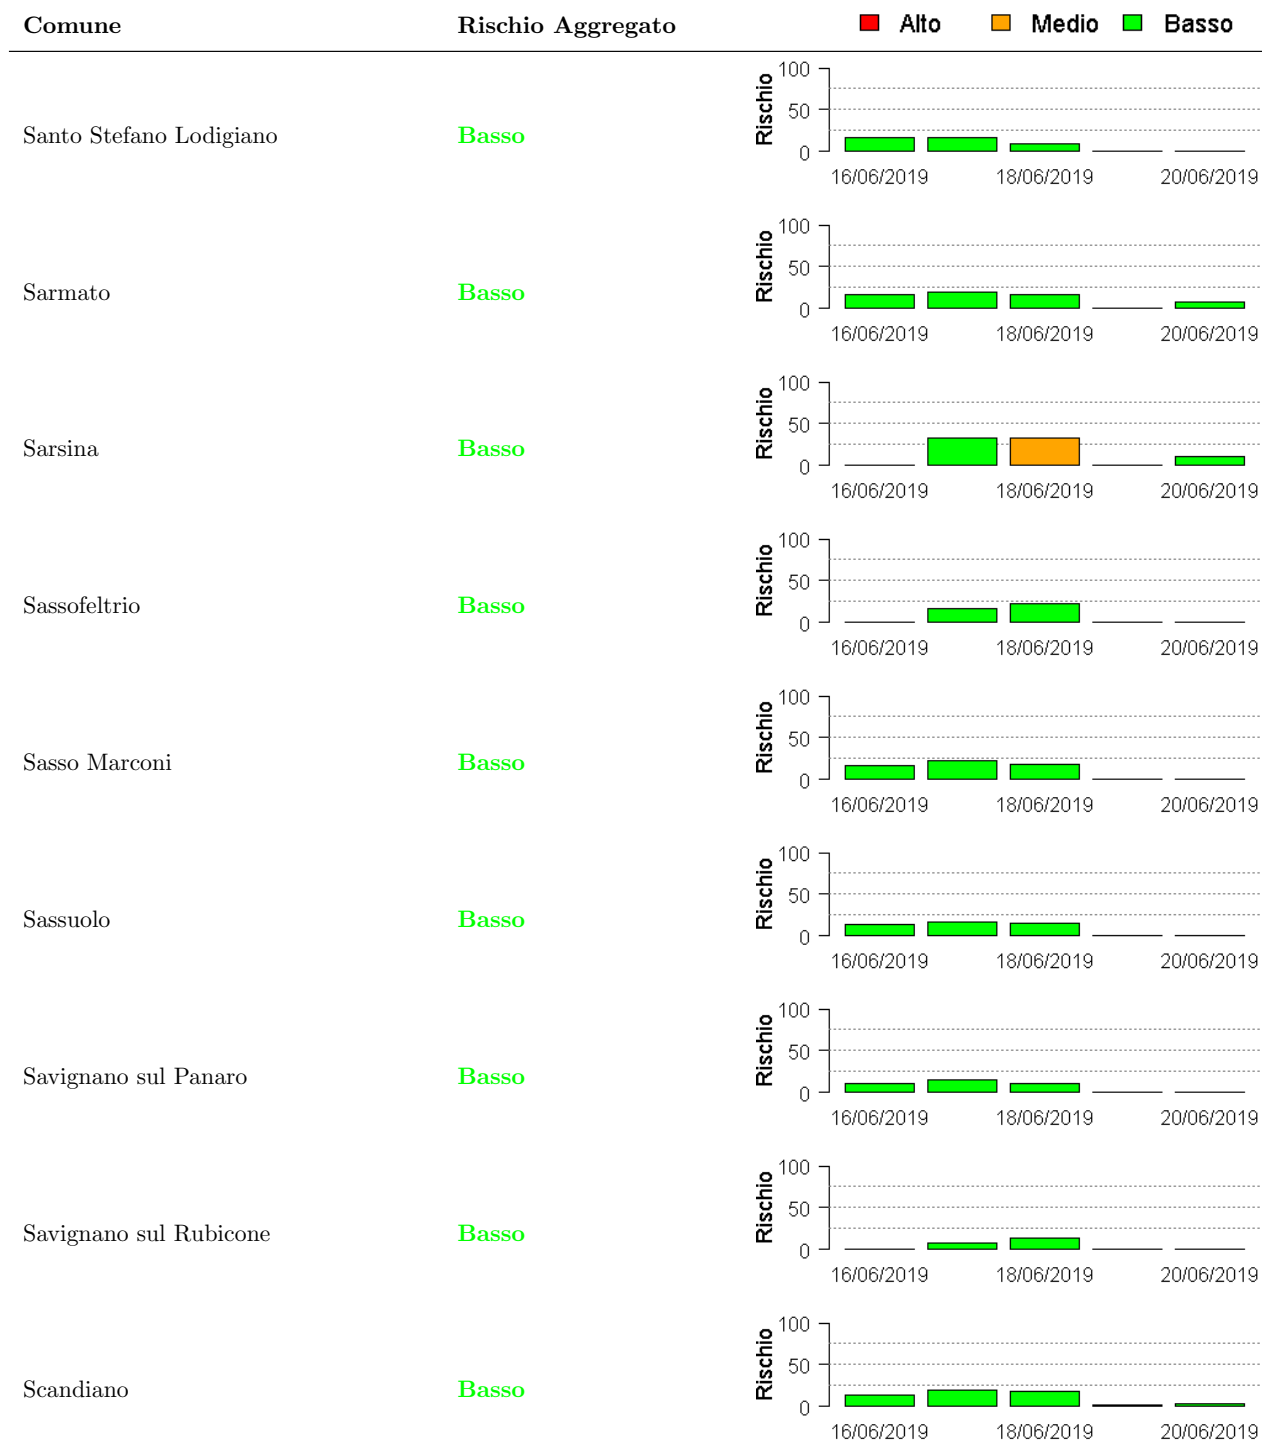 Comune Rischio Aggregato Alto Medio Basso
Santo Stefano Lodigiano Basso
Rischio
100
50
0
16/06/2019 18/06/2019 20/06/2019
Sarmato Basso
Rischio
100
50
0
16/06/2019 18/06/2019 20/06/2019
Sarsina Basso
Rischio
100
50
0
16/06/2019 18/06/2019 20/06/2019
Sassofeltrio Basso
Rischio
100
50
0
16/06/2019 18/06/2019 20/06/2019
Sasso Marconi Basso
Rischio
100
50
0
16/06/2019 18/06/2019 20/06/2019
Sassuolo Basso
Rischio
100
50
0
16/06/2019 18/06/2019 20/06/2019
Savignano sul Panaro Basso
Rischio
100
50
0
16/06/2019 18/06/2019 20/06/2019
Savignano sul Rubicone Basso
Rischio
100
50
0
16/06/2019 18/06/2019 20/06/2019
Scandiano Basso
Rischio
100
50
0
16/06/2019 18/06/2019 20/06/2019